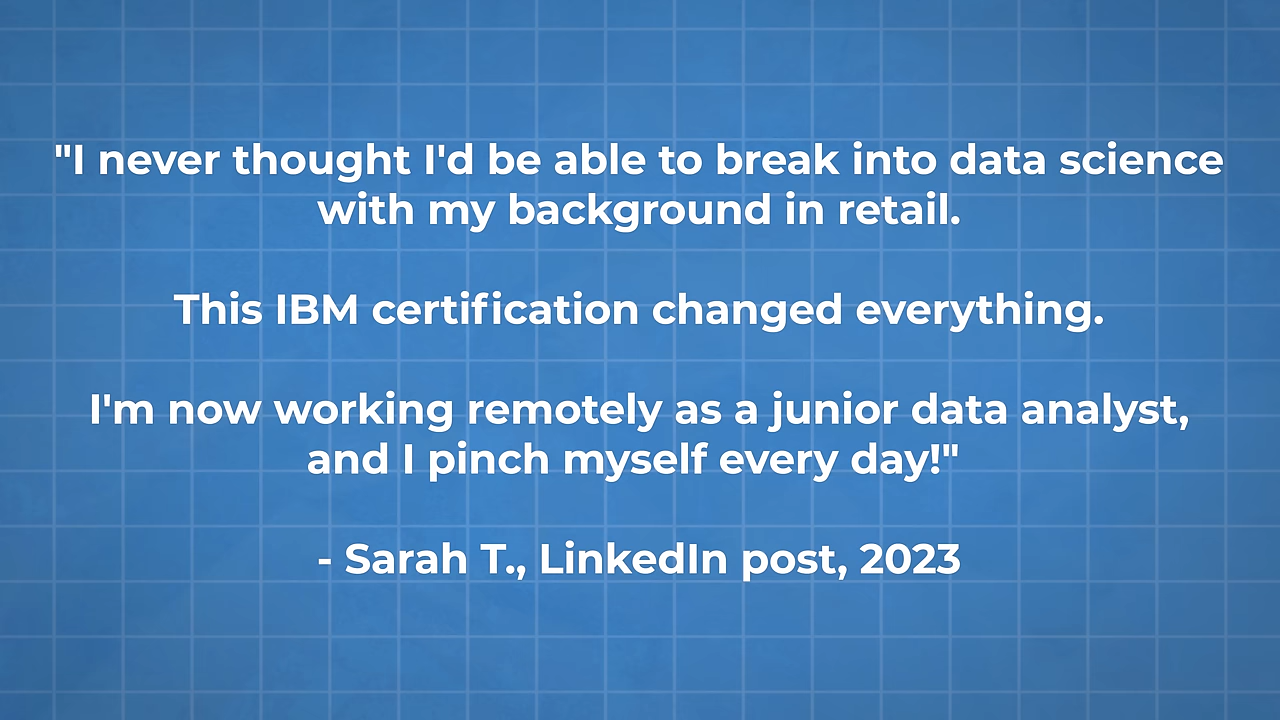 "I never thought I'd be able to break into data science
with my background in retail.
This IBM certification changed everything.
I'm now working remotely as a junior data analyst,
and I pinch myself every day!"
- Sarah T., LinkedIn post, 2023